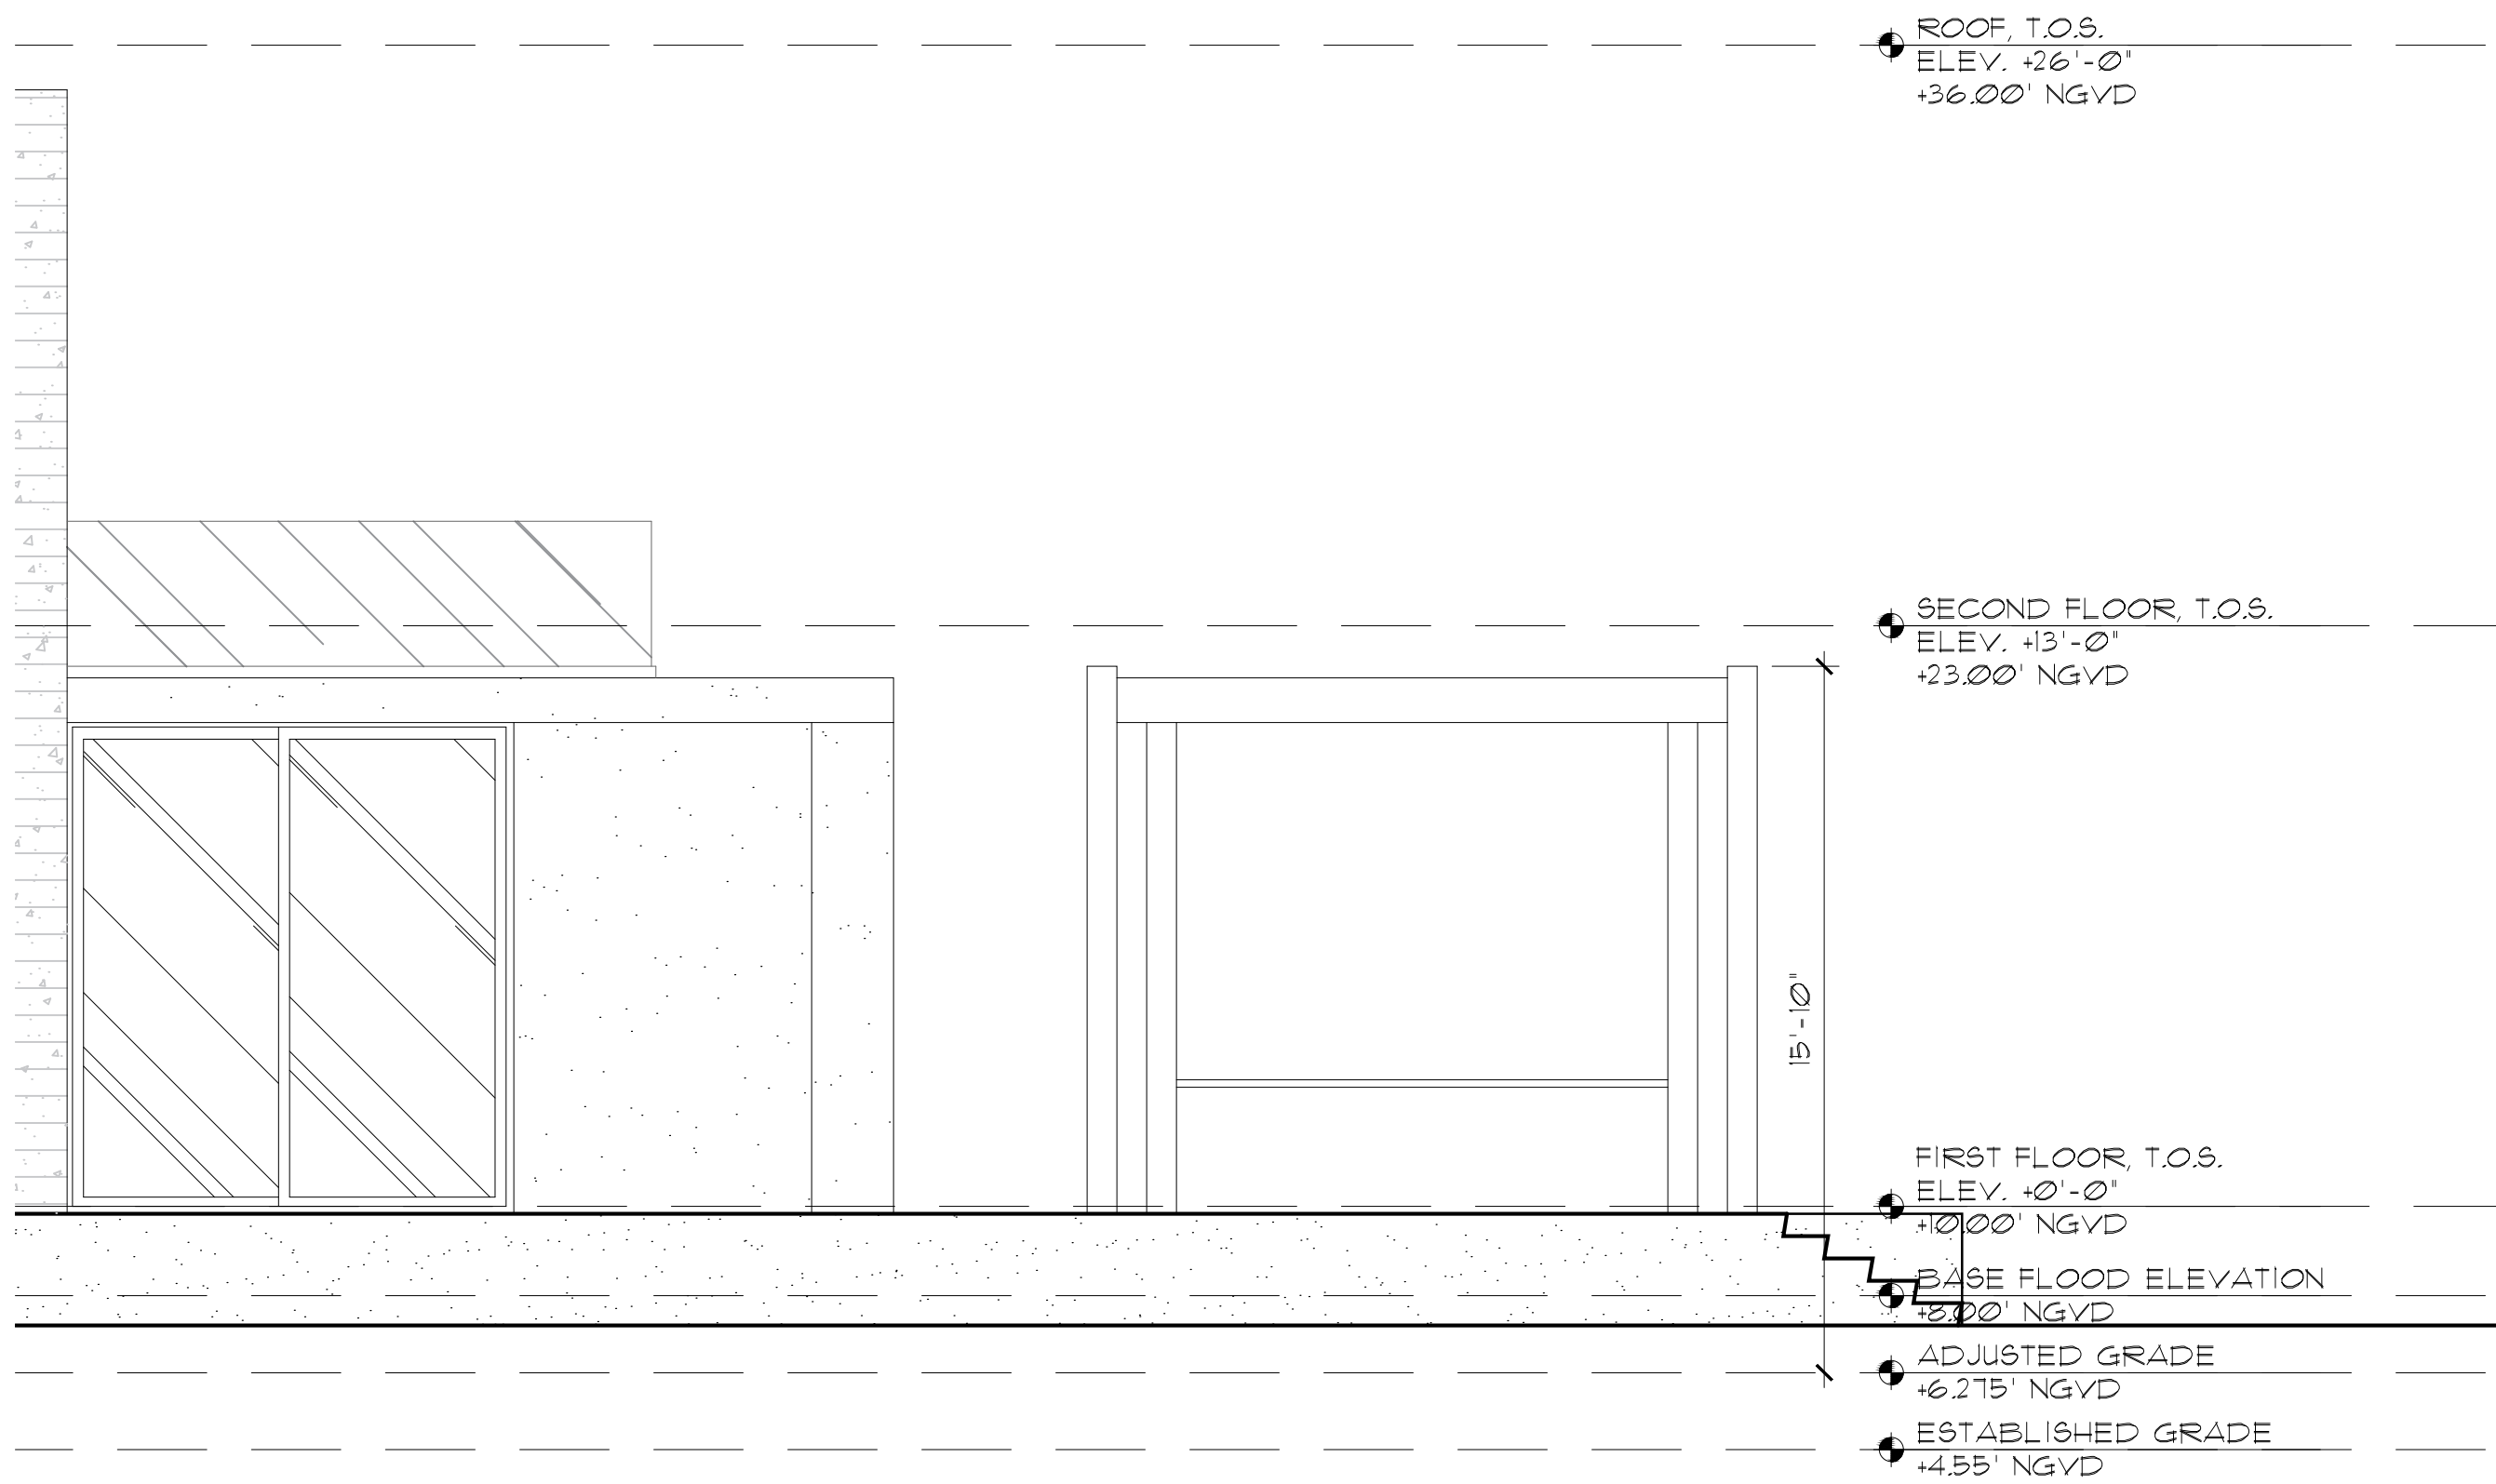 ROOF, T.O.S.
ELEV. +26'-0"
+36.00' NGVD
SECOND FLOOR, T.O.S.
ELEV. +13'-0"
+23.00' NGVD
15'-10"
FIRST FLOOR, T.O.S.
ELEV. +0'-0"
+10.00' NGVD
BASE FLOOD ELEVATION
+8.00' NGVD
ADJUSTED GRADE
+6.275' NGVD
ESTABLISHED GRADE
+4.55' NGVD